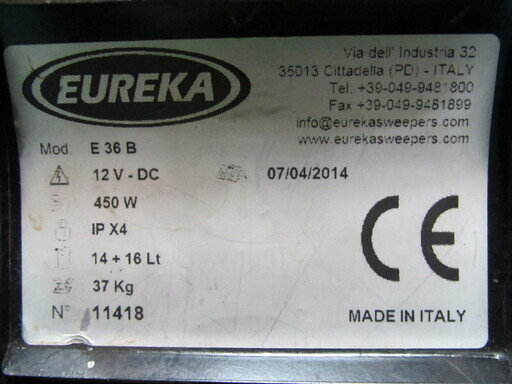 EUREKA
Via dell' Industria 32
35013 Cittadella (PD) - ITALY
Tel. +39-049-9481800
Fax +39-049-9481899
info@eurekasweepers.com
www.eurekasweepers.com
Mod. E 36 B
12 V - DC 07/04/2014
450 W
IP X4
14 + 16 Lt
37 Kg
N° 11418
CE
MADE IN ITALY